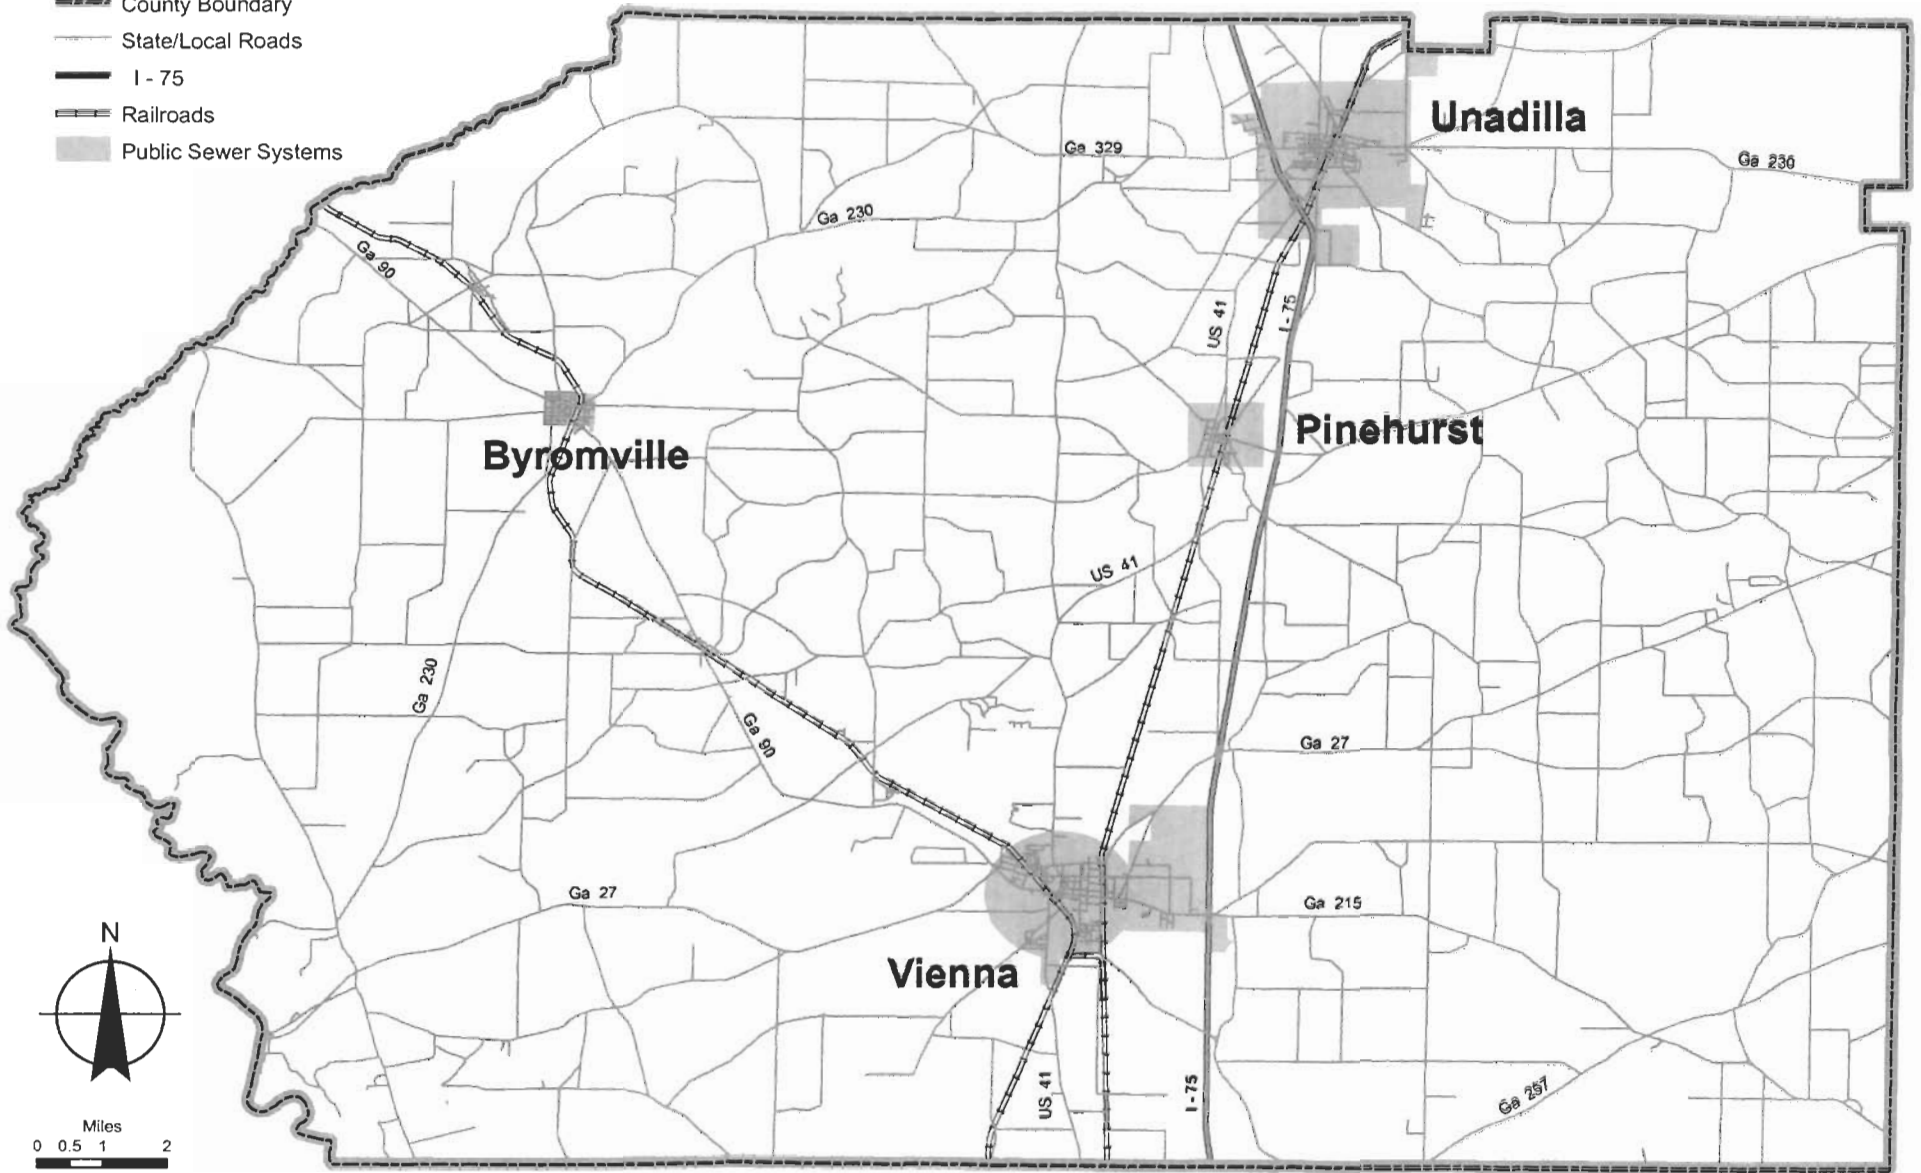 County Boundary
State/Local Roads
I - 75
Railroads
Public Sewer Systems
Unadilla
Ga 329
Ga 230
Ga 230
Ga 90
US 41
I - 75
Pinehurst
Byromville
US 41
Ga 230
Ga 90
Ga 27
Ga 27
Ga 215
N
Vienna
US 41
I - 75
Ga 257
Miles
0 0.5 1 2